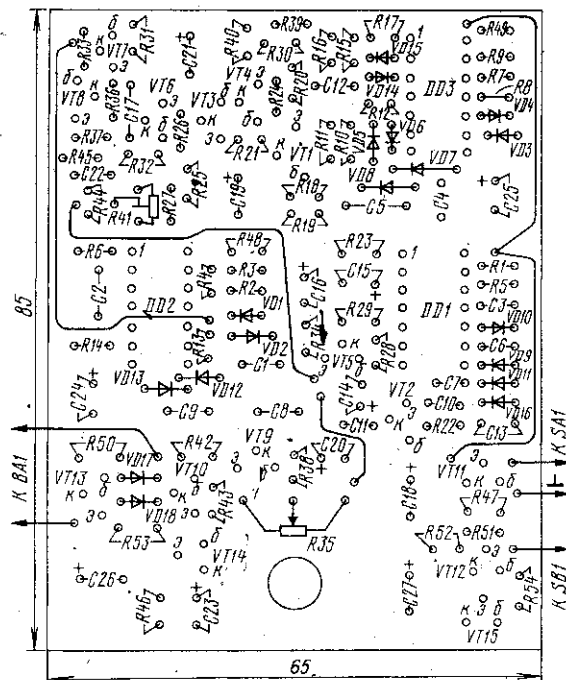 R33 б R31 R39 R17 1 R49
VT7 C21 R40 R30 R16 R15 VD15 R9
к э э VT4 к R7
VT8 R36 VT6 VT3 R24 R20 C12 VD14 DD3 R8
э C17 э б R12 VD4
R37 R26 R11 R10 VD5 VD6 VD3
R45 R32 R21 VT1 VD7
C22 VD8
R44 R41 R27 R25 C19 R18 C5 C4 C25
R19
R6 1 R48 R23 1
C2 R4 R3 C16 C15 R1
R2 R5
DD2 VD1 R29 DD1 C3
VD10
R14 R13 VD2 R34 VT5 R28 C6
VD9
C24 VD13 VD12 C1 C14 VT2 C7 VD11
C9 C8 C11 C10 VD16
R22 C13
К BA1 R50 R42 VT9 C20 VT11 К SA1
VT13 VD17 VT10 R38 C18 R47
VD18 R43
R53 VT14 R35 R52 R51
C26 VT12 R54 К SB1
R46 C23 C27 VT15
85
65